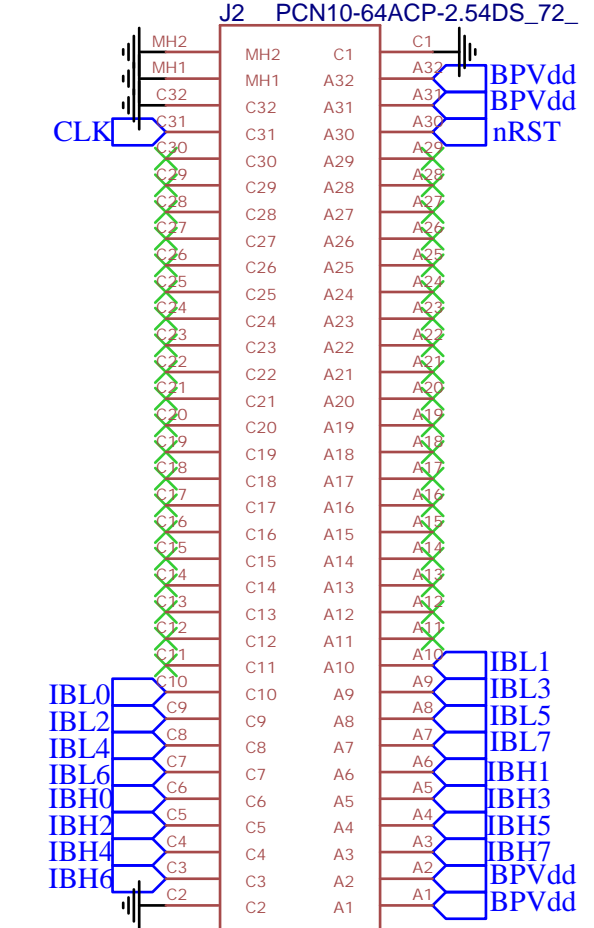 J2 PCN10-64ACP-2.54DS_72_
MH2 MH2 C1 C1
MH1 MH1 A32 A32 BPVdd
C32 C32 A31 A31 BPVdd
CLK C31 C31 A30 A30 nRST
C30 C30 A29 A29
C29 C29 A28 A28
C28 C28 A27 A27
C27 C27 A26 A26
C26 C26 A25 A25
C25 C25 A24 A24
C24 C24 A23 A23
C23 C23 A22 A22
C22 C22 A21 A21
C21 C21 A20 A20
C20 C20 A19 A19
C19 C19 A18 A18
C18 C18 A17 A17
C17 C17 A16 A16
C16 C16 A15 A15
C15 C15 A14 A14
C14 C14 A13 A13
C13 C13 A12 A12
C12 C12 A11 A11
C11 C11 A10 A10 IBL1
IBL0 C10 C10 A9 A9 IBL3
IBL2 C9 C9 A8 A8 IBL5
IBL4 C8 C8 A7 A7 IBL7
IBL6 C7 C7 A6 A6 IBH1
IBH0 C6 C6 A5 A5 IBH3
IBH2 C5 C5 A4 A4 IBH5
IBH4 C4 C4 A3 A3 IBH7
IBH6 C3 C3 A2 A2 BPVdd
C2 C2 A1 A1 BPVdd